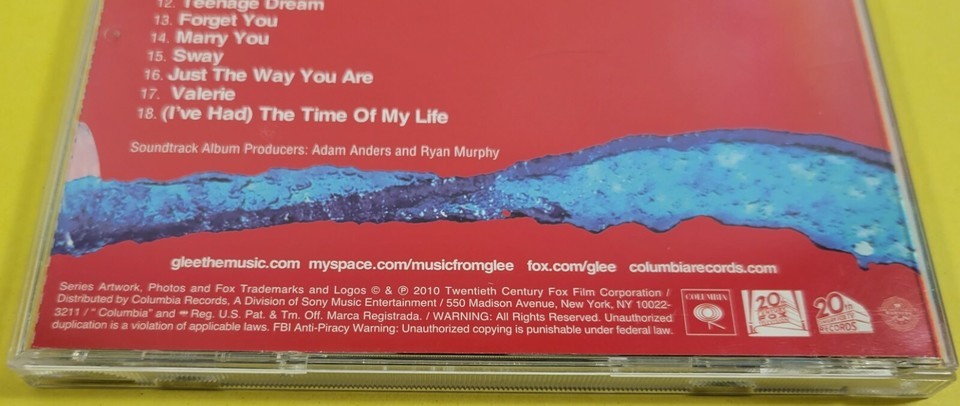 12. Teenage Dream
13. Forget You
14. Marry You
15. Sway
16. Just The Way You Are
17. Valerie
18. (I've Had) The Time Of My Life
Soundtrack Album Producers: Adam Anders and Ryan Murphy
gleethemusic.com myspace.com/musicfromglee fox.com/glee columbiarecords.com
Series Artwork, Photos and Fox Trademarks and Logos © & ℗ 2010 Twentieth Century Fox Film Corporation /
Distributed by Columbia Records, A Division of Sony Music Entertainment / 550 Madison Avenue, New York, NY 10022-
3211 / "Columbia" and Reg. U.S. Pat. & Tm. Off. Marca Registrada. / WARNING: All Rights Reserved. Unauthorized
duplication is a violation of applicable laws. FBI Anti-Piracy Warning: Unauthorized copying is punishable under federal law.
COLUMBIA
20th
FOX
20th
RECORDS